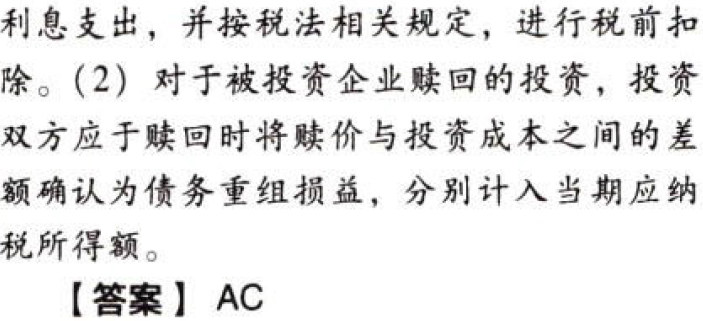 利息支出，并按税法相关规定，进行税前扣
除。（2）对于被投资企业赎回的投资，投资
双方应于赎回时将赎价与投资成本之间的差
额确认为债务重组损益，分别计入当期应纳
税所得额。
【答案】AC